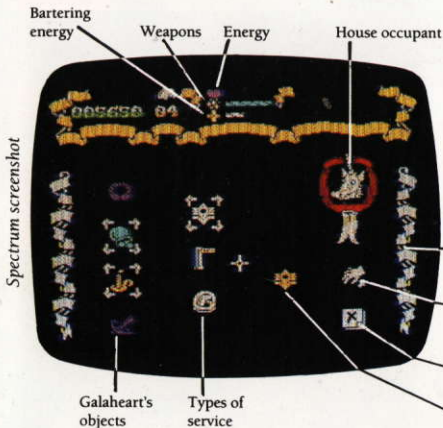 Bartering
energy
Weapons
Energy
House occupant
Spectrum screenshot
005650 04
Galaheart's
objects
Types of
service